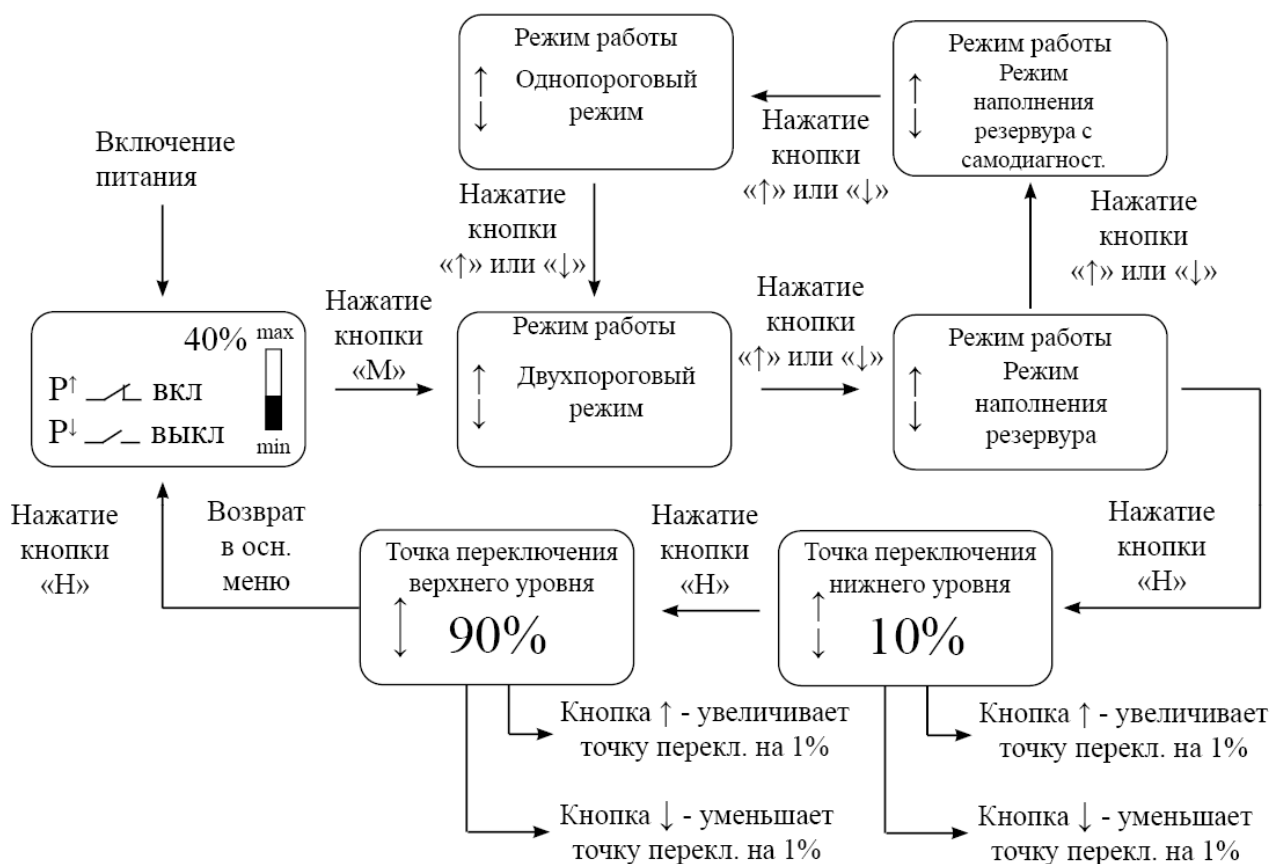 Режим работы
↑
↓
Однопороговый
режим
Режим работы
↑
↓
Режим
наполнения
резервура с
самодиагност.
Нажатие
кнопки
«↑» или «↓»
Включение
питания
Нажатие
кнопки
«↑» или «↓»
Нажатие
кнопки
«↑» или «↓»
40%
max
P↑ вкл
P↓ выкл
min
Нажатие
кнопки
«М»
Режим работы
↑
↓
Двухпороговый
режим
Нажатие
кнопки
«↑» или «↓»
Режим работы
↑
↓
Режим
наполнения
резервура
Нажатие
кнопки
«Н»
Возврат
в осн.
меню
Точка переключения
верхнего уровня
90%
Нажатие
кнопки
«Н»
Точка переключения
нижнего уровня
↑
↓
10%
Нажатие
кнопки
«Н»
Кнопка ↑ - увеличивает
точку перекл. на 1%
Кнопка ↓ - уменьшает
точку перекл. на 1%
Кнопка ↑ - увеличивает
точку перекл. на 1%
Кнопка ↓ - уменьшает
точку перекл. на 1%